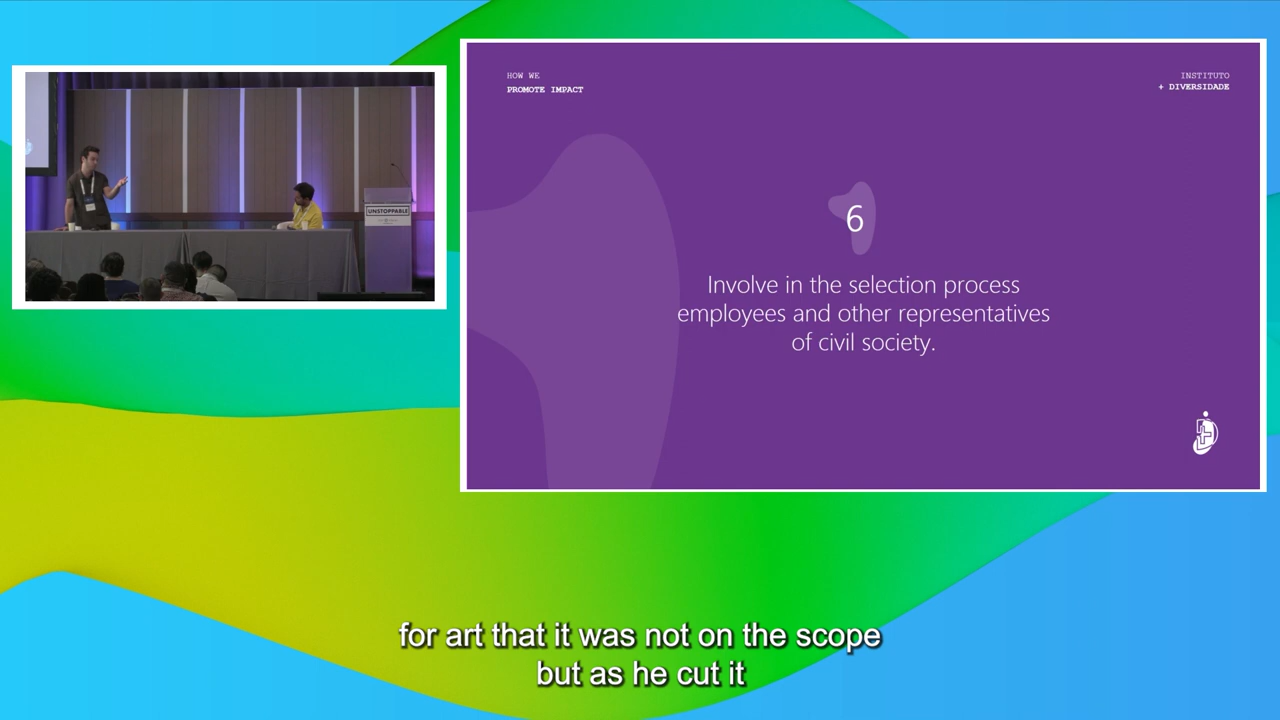 HOW WE
PROMOTE IMPACT
INSTITUTO
+ DIVERSIDADE
6
Involve in the selection process
employees and other representatives
of civil society.
UNSTOPPABLE
for art that it was not on the scope
but as he cut it